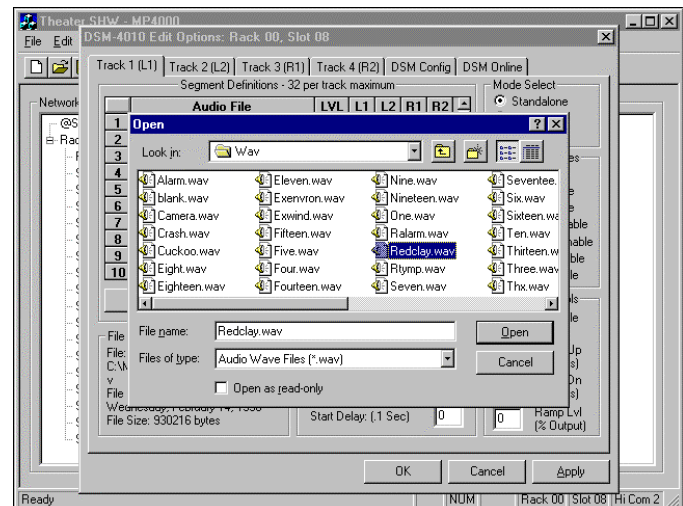 Theater.SHW - MP4000
File Edit
DSM-4010 Edit Options: Rack 00, Slot 08
Track 1 (L1) Track 2 (L2) Track 3 (R1) Track 4 (R2) DSM Config DSM Online
Segment Definitions - 32 per track maximum
Mode Select
Audio File LVL L1 L2 R1 R2
Standalone
Network
@S
Rac
1
2
3
4
5
6
7
8
9
10
Open
Look in: Wav
Alarm.wav Eleven.wav Nine.wav Seventee.
blank.wav Exenvron.wav Nineteen.wav Six.wav
Camera.wav Exwind.wav One.wav Sixteen.wa
Crash.wav Fifteen.wav Ralarm.wav Ten.wav
Cuckoo.wav Five.wav Redclay.wav Thirteen.w
Eight.wav Four.wav Rtymp.wav Three.wav
Eighteen.wav Fourteen.wav Seven.wav Thx.wav
File name: Redclay.wav Open
Files of type: Audio Wave Files (*.wav) Cancel
Open as read-only
File
File:
C:\M
v
File
File Size: 930216 bytes
Start Delay: (.1 Sec) 0
0 Ramp Lvl
(% Output)
OK Cancel Apply
Ready NUM Rack 00 Slot 08 Hi Com 2